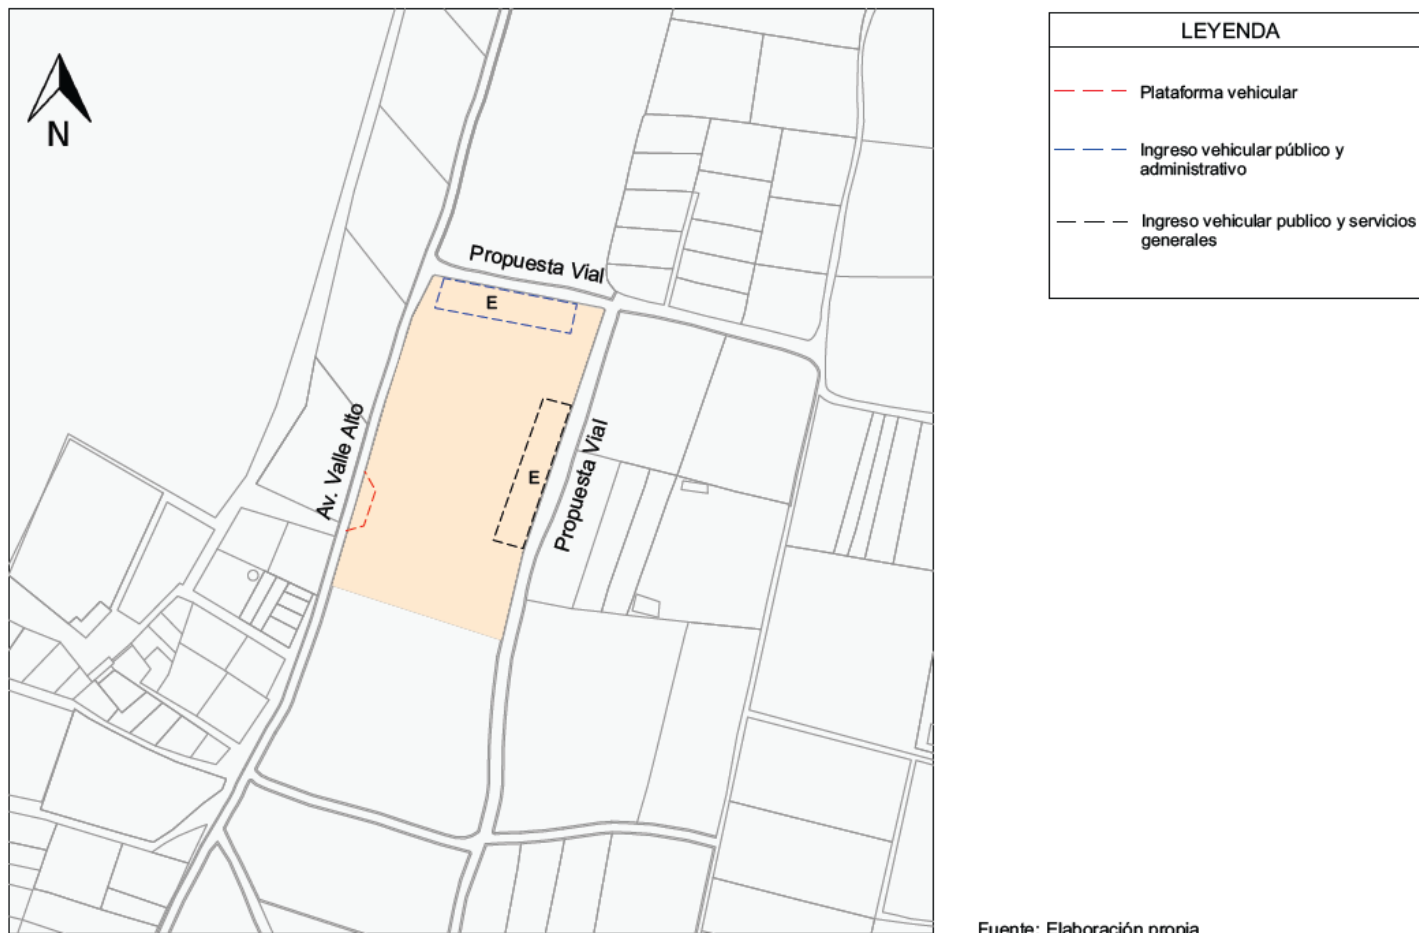 N
Propuesta Vial
E
Av. Valle Alto
E
Propuesta Vial
LEYENDA
Plataforma vehicular
Ingreso vehicular público y
administrativo
Ingreso vehicular publico y servicios
generales
Fuente: Elaboración propia